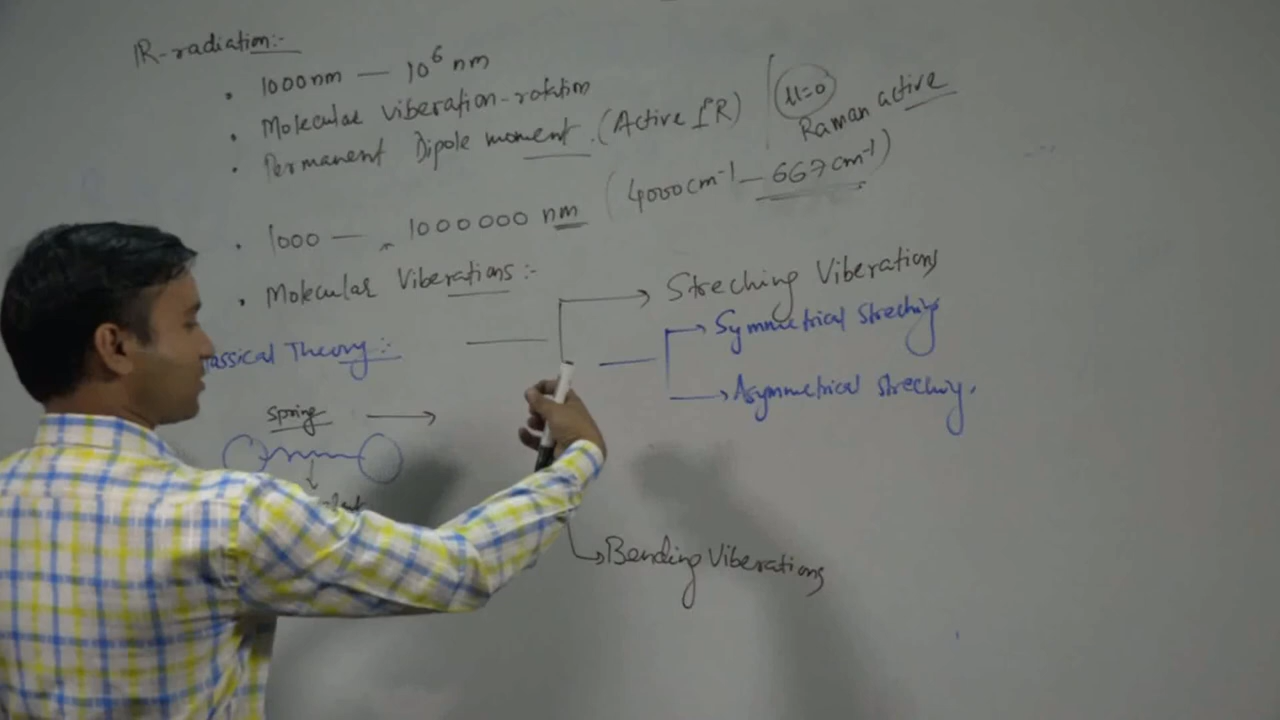 IR-radiation:-
• 1000nm — 10⁶ nm
• Molecular viberation-rotation
• Permanent Dipole moment. (Active IR) | μ=0
Raman active
• 1000 — 1000000 nm (4000cm⁻¹ — 667cm⁻¹)
• Molecular Viberations:-
Streching Viberations
assical Theory:-
Symmetrical Streching
Asymmetrical Streching.
Spring
Bending Viberations